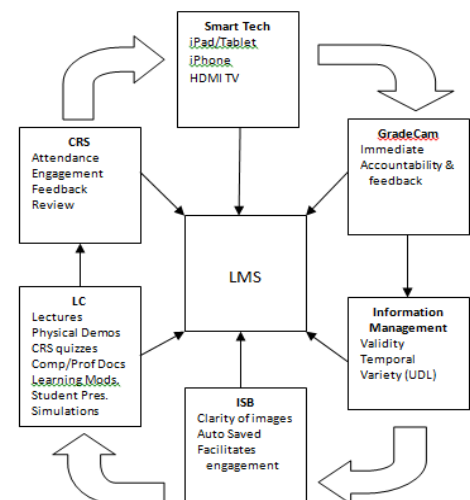 Smart Tech
iPad/Tablet
iPhone
HDMI TV
CRS
Attendance
Engagement
Feedback
Review
GradeCam
Immediate
Accountability &
feedback
LMS
LC
Lectures
Physical Demos
CRS quizzes
Comp/Prof Docs
Learning Mods.
Student Pres.
Simulations
Information
Management
Validity
Temporal
Variety (UDL)
ISB
Clarity of images
Auto Saved
Facilitates
engagement